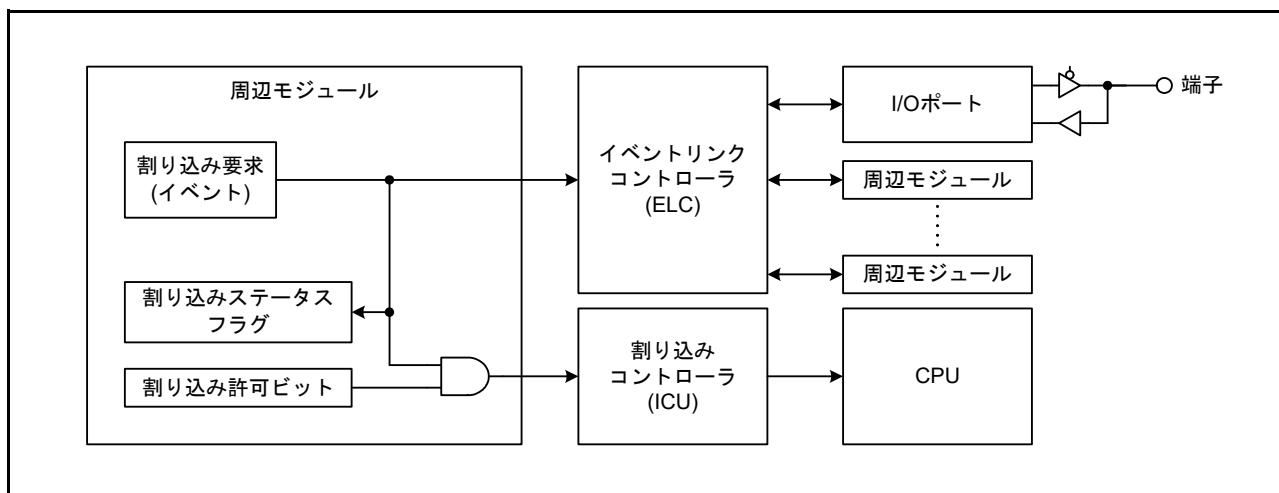 周辺モジュール
割り込み要求
(イベント)
割り込みステータス
フラグ
割り込み許可ビット
イベントリンク
コントローラ
(ELC)
割り込み
コントローラ
(ICU)
I/Oポート
端子
周辺モジュール
周辺モジュール
CPU